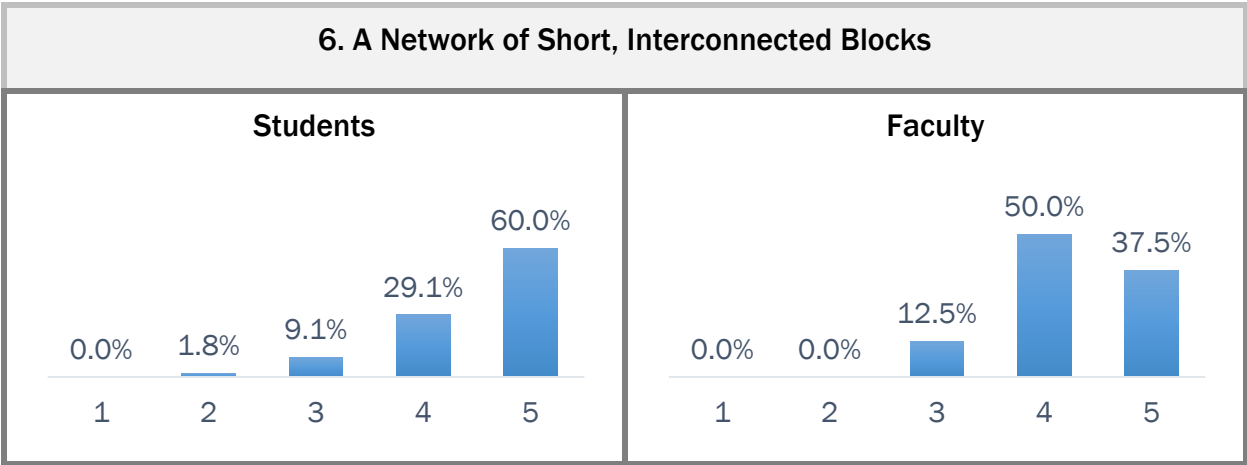 6. A Network of Short, Interconnected Blocks
Students
60.0%
29.1%
9.1%
1.8%
0.0%
1 2 3 4 5
Faculty
50.0%
37.5%
12.5%
0.0% 0.0%
1 2 3 4 5